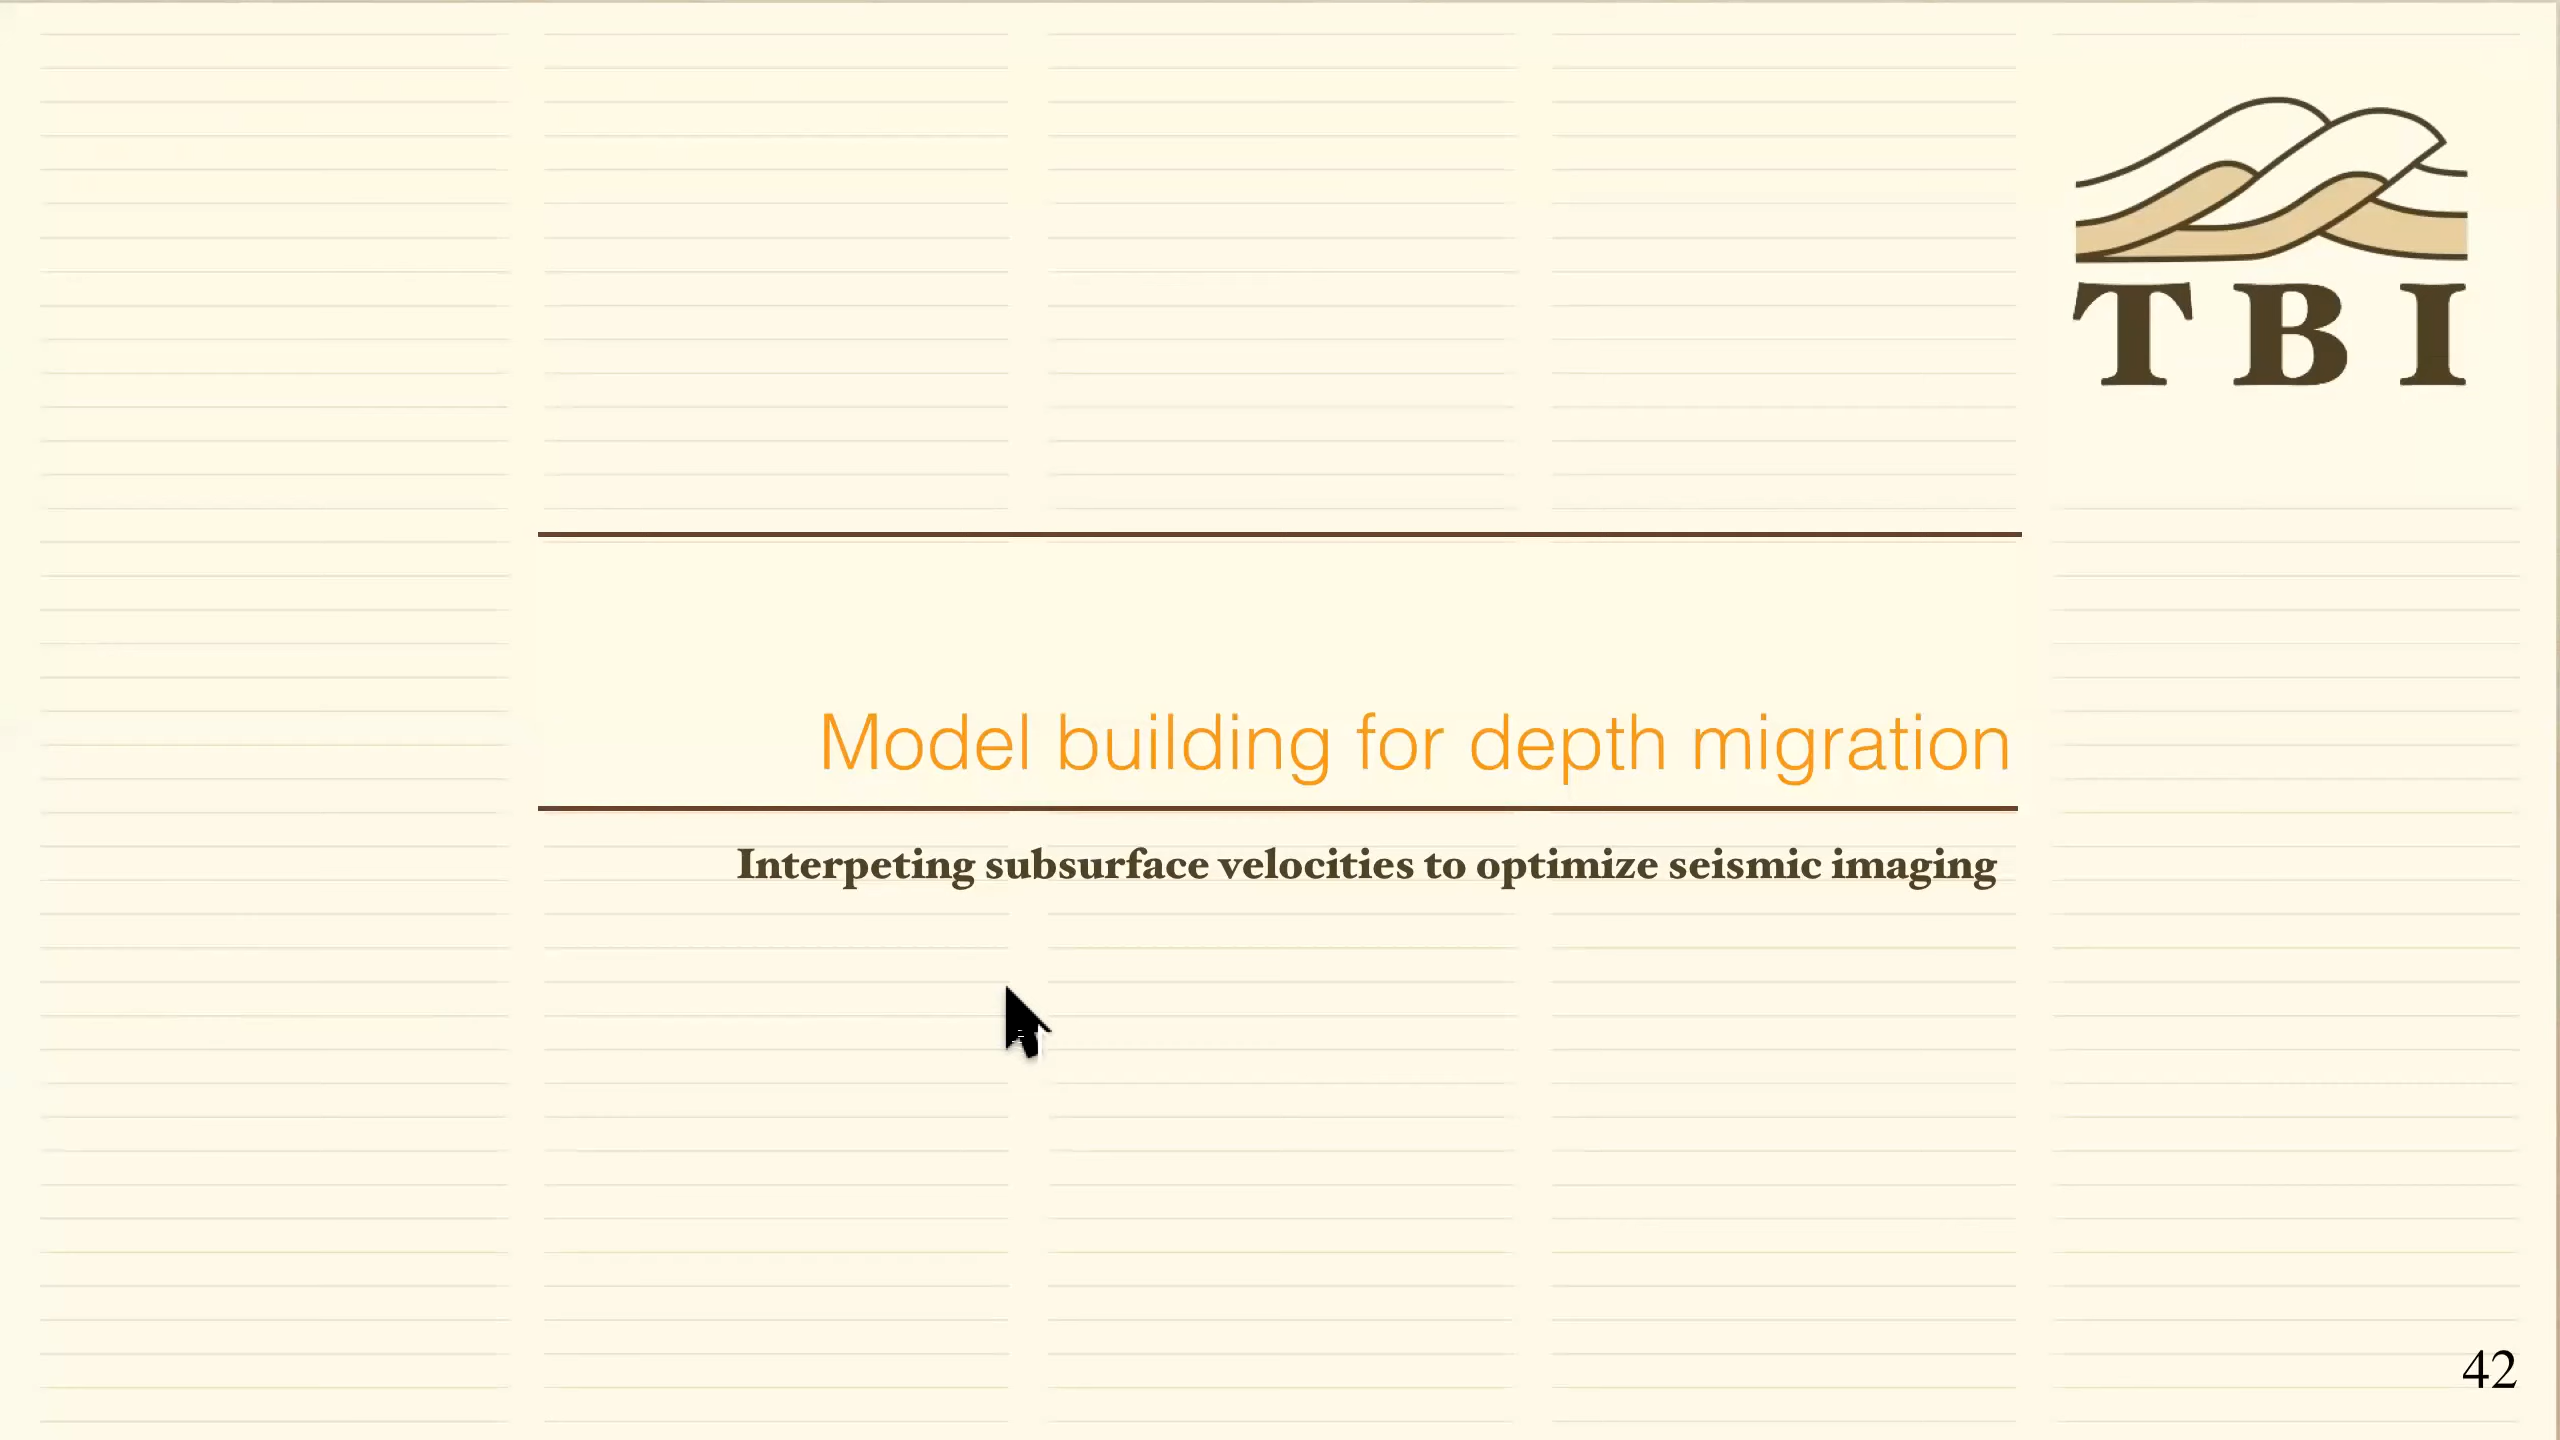 TBI
Model building for depth migration
Interpeting subsurface velocities to optimize seismic imaging
42